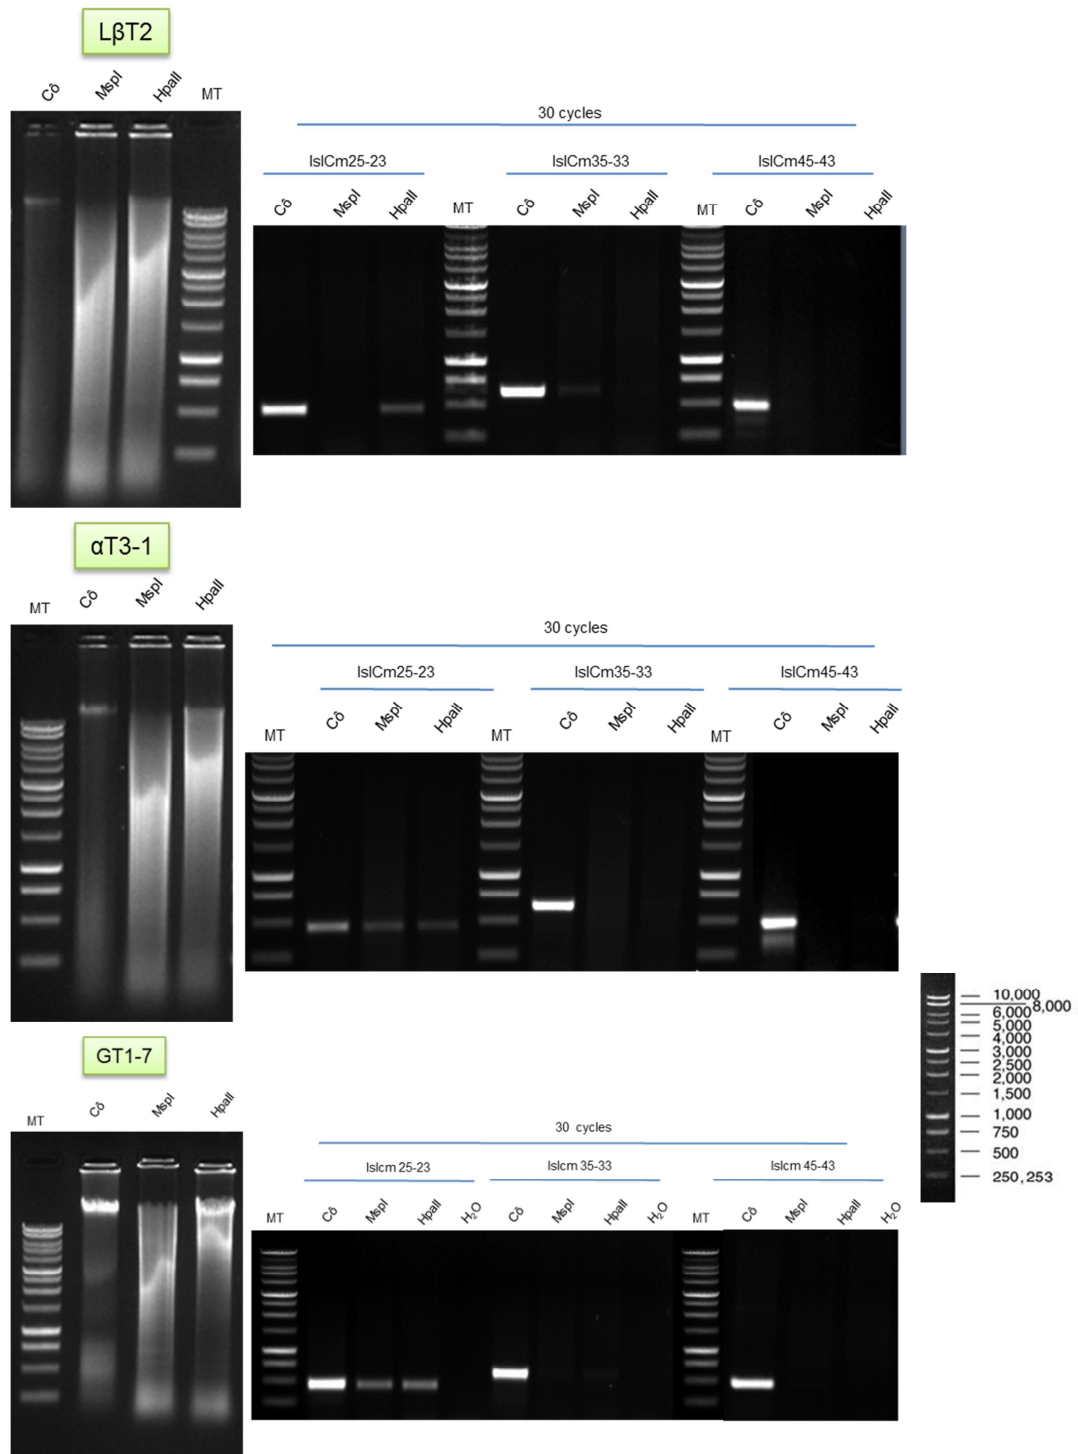 LβT2
Cδ MspI HpaII MT
30 cycles
IslCm25-23 IslCm35-33 IslCm45-43
Cδ MspI HpaII MT Cδ MspI HpaII MT Cδ MspI HpaII
αT3-1
MT Cδ MspI HpaII
30 cycles
IslCm25-23 IslCm35-33 IslCm45-43
MT Cδ MspI HpaII MT Cδ MspI HpaII MT Cδ MspI HpaII
10,000
8,000
6,000
5,000
4,000
3,000
2,500
2,000
1,500
1,000
750
500
250, 253
GT1-7
MT Cδ MspI HpaII
30 cycles
Islcm 25-23 Islcm 35-33 Islcm 45-43
MT Cδ MspI HpaII H₂O Cδ MspI HpaII H₂O MT Cδ MspI HpaII H₂O